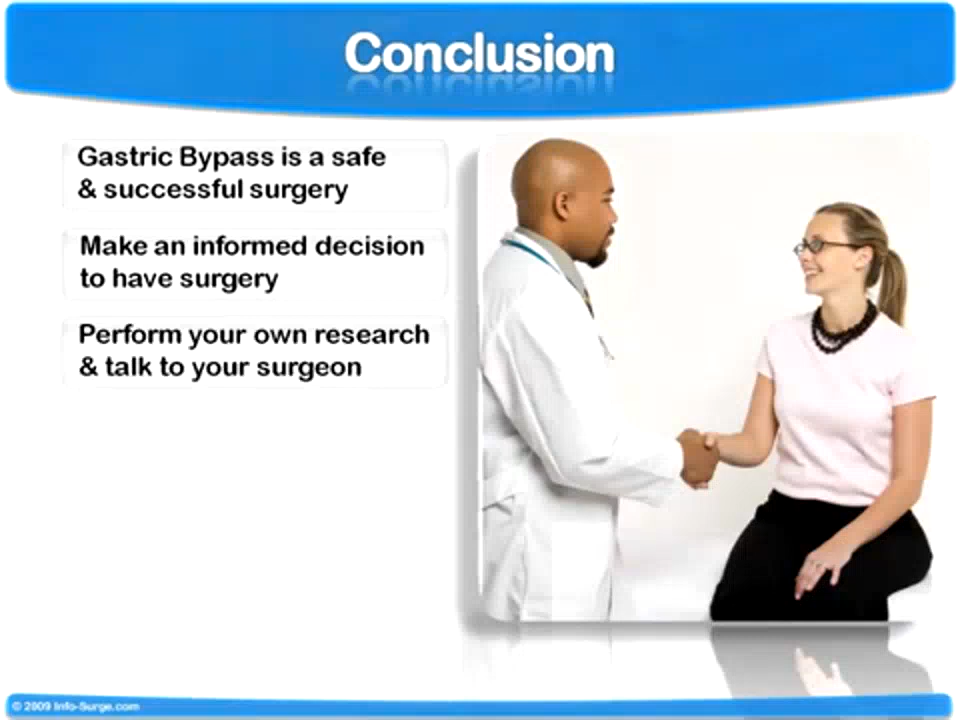 Conclusion
Gastric Bypass is a safe
& successful surgery
Make an informed decision
to have surgery
Perform your own research
& talk to your surgeon
© 2009 Info-Surge.com